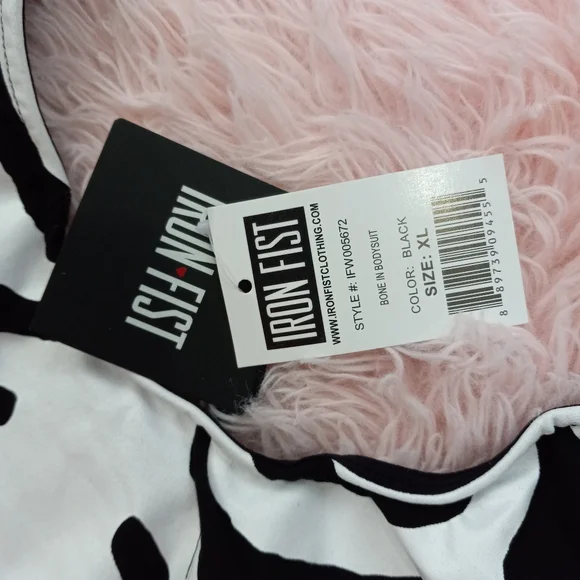 IRON FIST
IRON FIST
WWW.IRONFISTCLOTHING.COM
STYLE #: IFW005672
BONE IN BODYSUIT
COLOR: BLACK
SIZE: XL
8 89739 09455 5